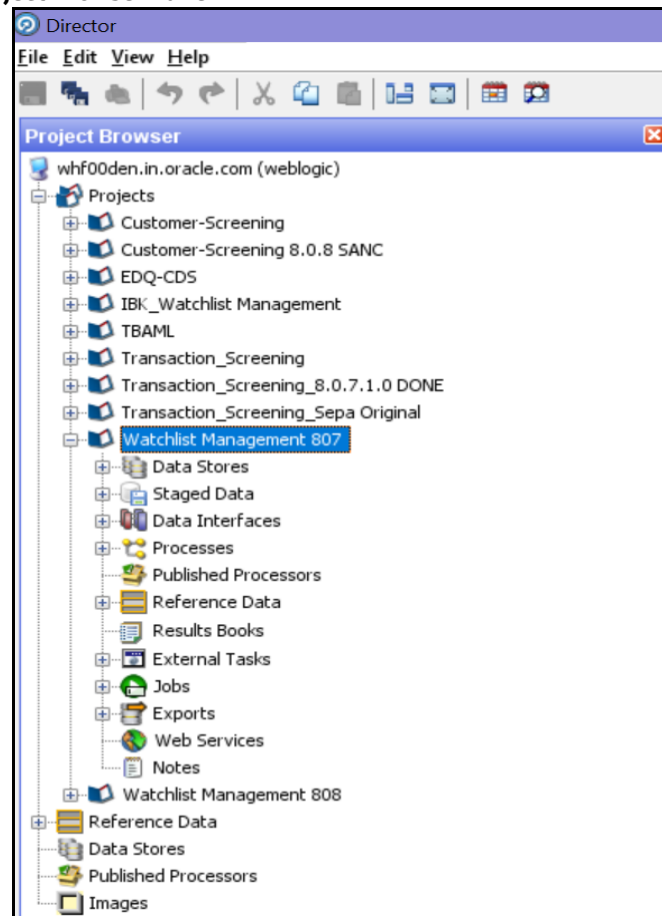 Director
File Edit View Help
Project Browser
whf00den.in.oracle.com (weblogic)
Projects
Customer-Screening
Customer-Screening 8.0.8 SANC
EDQ-CDS
IBK_Watchlist Management
TBAML
Transaction_Screening
Transaction_Screening_8.0.7.1.0 DONE
Transaction_Screening_Sepa Original
Watchlist Management 807
Data Stores
Staged Data
Data Interfaces
Processes
Published Processors
Reference Data
Results Books
External Tasks
Jobs
Exports
Web Services
Notes
Watchlist Management 808
Reference Data
Data Stores
Published Processors
Images